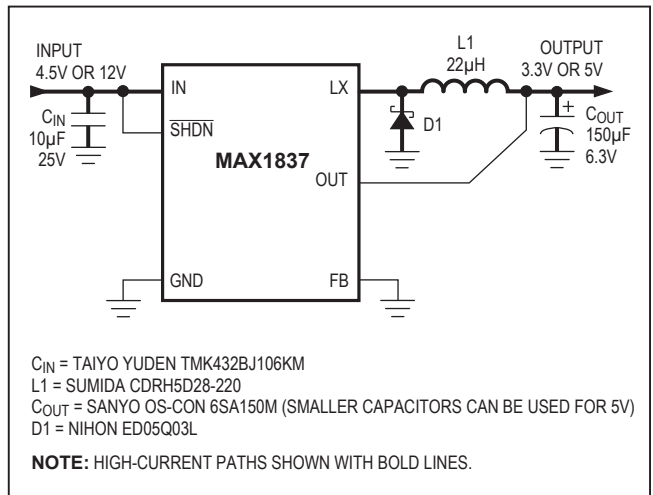 INPUT
4.5V OR 12V
CIN
10µF
25V
IN
SHDN
MAX1837
GND
LX
OUT
FB
L1
22µH
D1
OUTPUT
3.3V OR 5V
+
COUT
150µF
6.3V
CIN = TAIYO YUDEN TMK432BJ106KM
L1 = SUMIDA CDRH5D28-220
COUT = SANYO OS-CON 6SA150M (SMALLER CAPACITORS CAN BE USED FOR 5V)
D1 = NIHON ED05Q03L
NOTE: HIGH-CURRENT PATHS SHOWN WITH BOLD LINES.